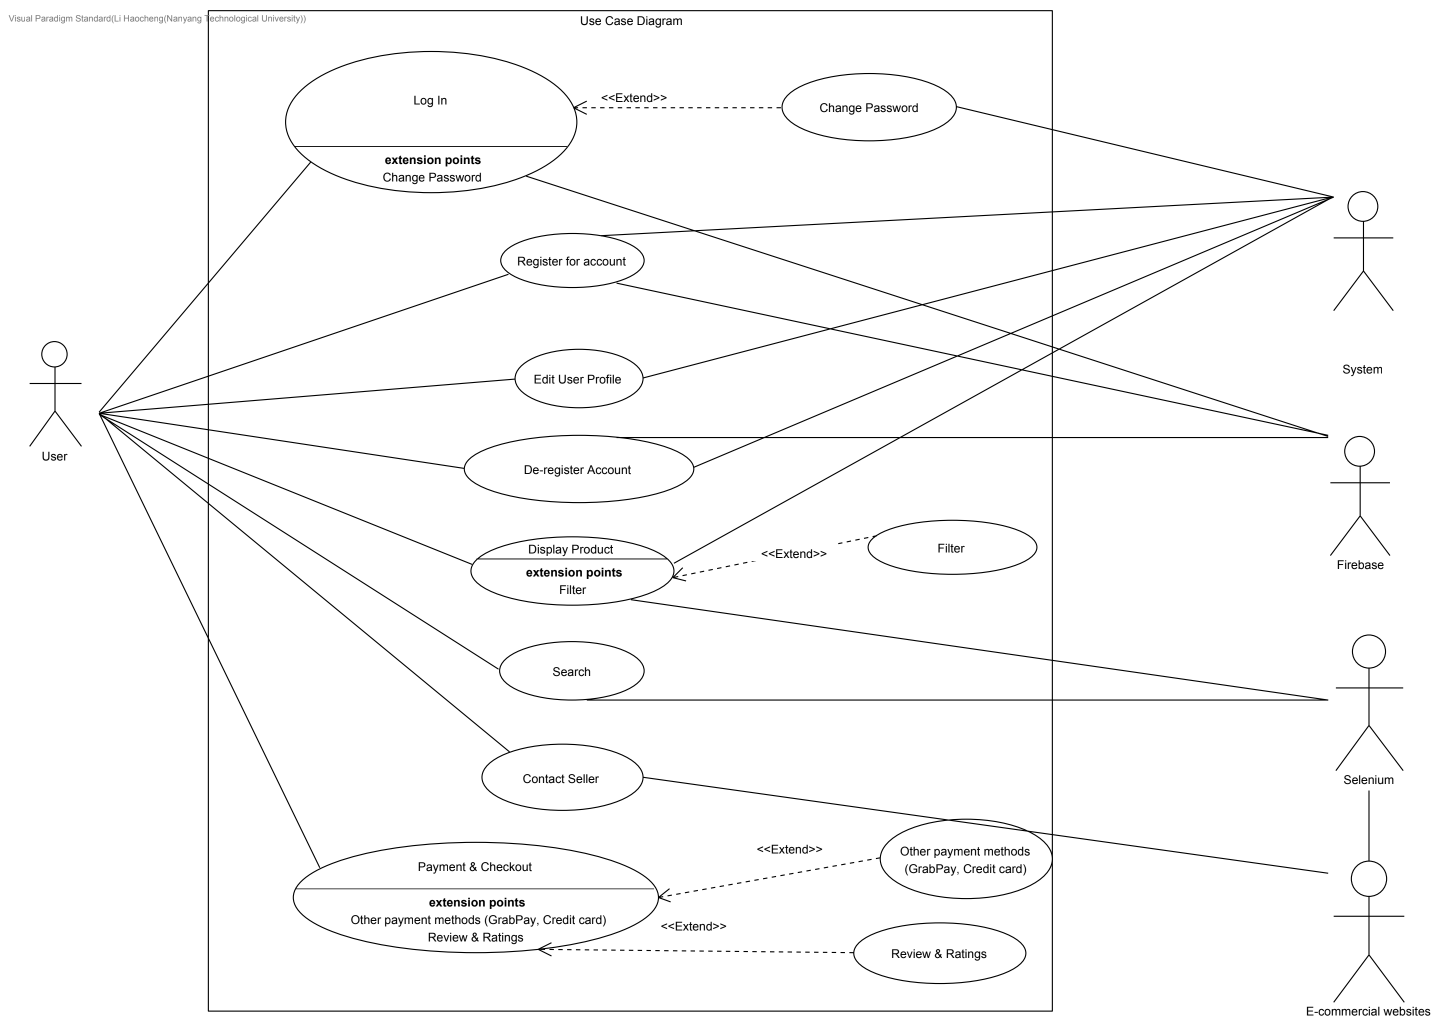 Visual Paradigm Standard(Li Haocheng(Nanyang Technological University))
Use Case Diagram
Log In
extension points
Change Password
<<Extend>>
Change Password
Register for account
System
Edit User Profile
User
De-register Account
Display Product
extension points
Filter
<<Extend>>
Filter
Firebase
Search
Contact Seller
Selenium
Payment & Checkout
extension points
Other payment methods (GrabPay, Credit card)
Review & Ratings
<<Extend>>
Other payment methods
(GrabPay, Credit card)
<<Extend>>
Review & Ratings
E-commercial websites